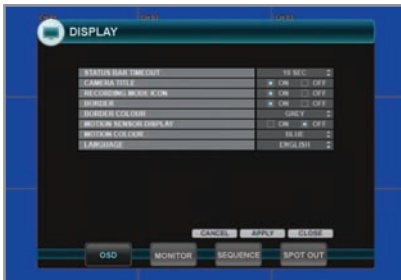 DISPLAY
STATUS BAR TIMEOUT 10 SEC
CAMERA TITLE ON OFF
RECORDING MODE ICON ON OFF
BORDER ON OFF
BORDER COLOUR GREY
MOTION SENSOR DISPLAY ON OFF
MOTION COLOUR BLUE
LANGUAGE ENGLISH
CANCEL APPLY CLOSE
OSD MONITOR SEQUENCE SPOT OUT